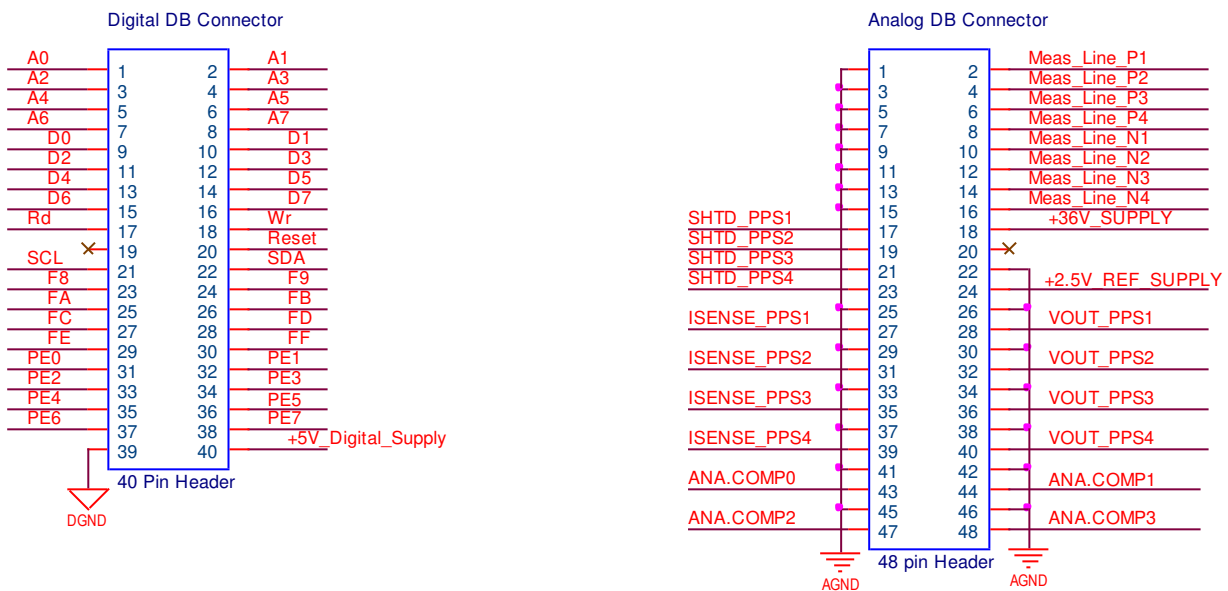 Digital DB Connector
A0 1 2 A1
A2 3 4 A3
A4 5 6 A5
A6 7 8 A7
D0 9 10 D1
D2 11 12 D3
D4 13 14 D5
D6 15 16 D7
Rd 17 18 Wr
19 20 Reset
SCL 21 22 SDA
F8 23 24 F9
FA 25 26 FB
FC 27 28 FD
FE 29 30 FF
PE0 31 32 PE1
PE2 33 34 PE3
PE4 35 36 PE5
PE6 37 38 PE7
39 40 +5V_Digital_Supply
40 Pin Header
DGND
Analog DB Connector
1 2 Meas_Line_P1
3 4 Meas_Line_P2
5 6 Meas_Line_P3
7 8 Meas_Line_P4
9 10 Meas_Line_N1
11 12 Meas_Line_N2
13 14 Meas_Line_N3
15 16 Meas_Line_N4
SHTD_PPS1 17 18 +36V_SUPPLY
SHTD_PPS2 19 20
SHTD_PPS3 21 22
SHTD_PPS4 23 24 +2.5V_REF_SUPPLY
25 26
ISENSE_PPS1 27 28 VOUT_PPS1
29 30
ISENSE_PPS2 31 32 VOUT_PPS2
33 34
ISENSE_PPS3 35 36 VOUT_PPS3
37 38
ISENSE_PPS4 39 40 VOUT_PPS4
41 42
ANA.COMP0 43 44 ANA.COMP1
45 46
ANA.COMP2 47 48 ANA.COMP3
48 pin Header
AGND
AGND